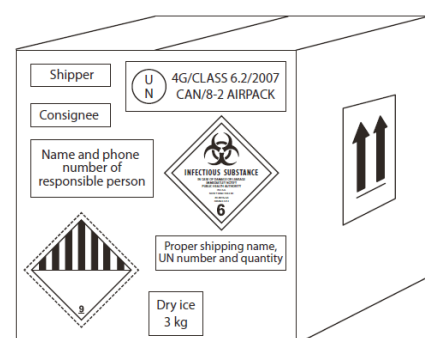 Shipper
UN
4G/CLASS 6.2/2007
CAN/8-2 AIRPACK
Consignee
Name and phone
number of
responsible person
INFECTIOUS SUBSTANCE
6
Proper shipping name,
UN number and quantity
9
Dry ice
3 kg